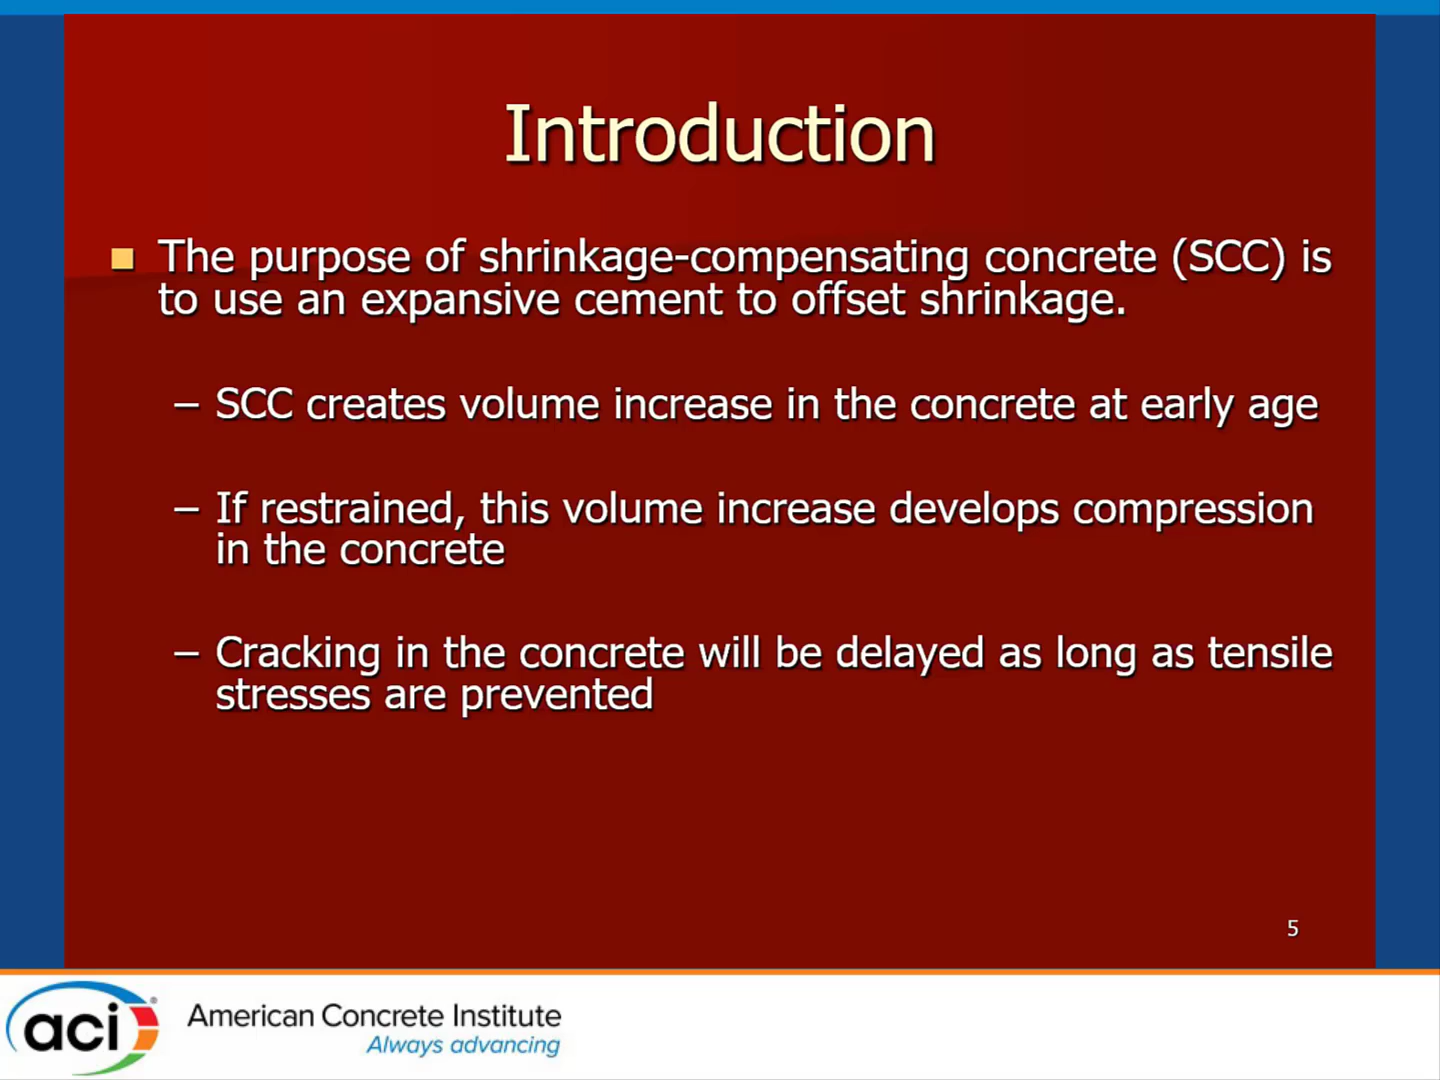 Introduction
The purpose of shrinkage-compensating concrete (SCC) is
to use an expansive cement to offset shrinkage.
– SCC creates volume increase in the concrete at early age
– If restrained, this volume increase develops compression
in the concrete
– Cracking in the concrete will be delayed as long as tensile
stresses are prevented
5
aci®
American Concrete Institute
Always advancing